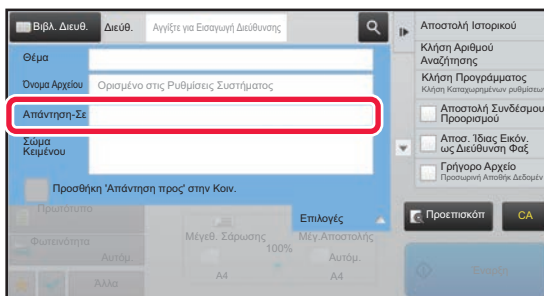 Βιβλ. Διευθ.
Διεύθ.
Αγγίξτε για Εισαγωγή Διεύθυνσης
Θέμα
Όνομα Αρχείου
Ορισμένο στις Ρυθμίσεις Συστήματος
Απάντηση-Σε
Σώμα
Κειμένου
Προσθήκη 'Απάντηση προς' στην Κοιν.
Επιλογές
Πρωτότυπο
Φωτεινότητα
Αυτόμ.
Άλλα
Μέγεθ. Σάρωσης
100%
A4
Μέγ.Αποστολής
Αυτόμ.
A4
Αποστολή Ιστορικού
Κλήση Αριθμού
Αναζήτησης
Κλήση Προγράμματος
Κλήση Καταχωρημένων ρυθμίσεων
Αποστολή Συνδέσμου
Προορισμού
Αποσ. Ίδιας Εικόν.
ως Διεύθυνση Φαξ
Γρήγορο Αρχείο
Προσωρινή Αποθήκ Δεδομέν
Προεπισκόπ
CA
Έναρξη